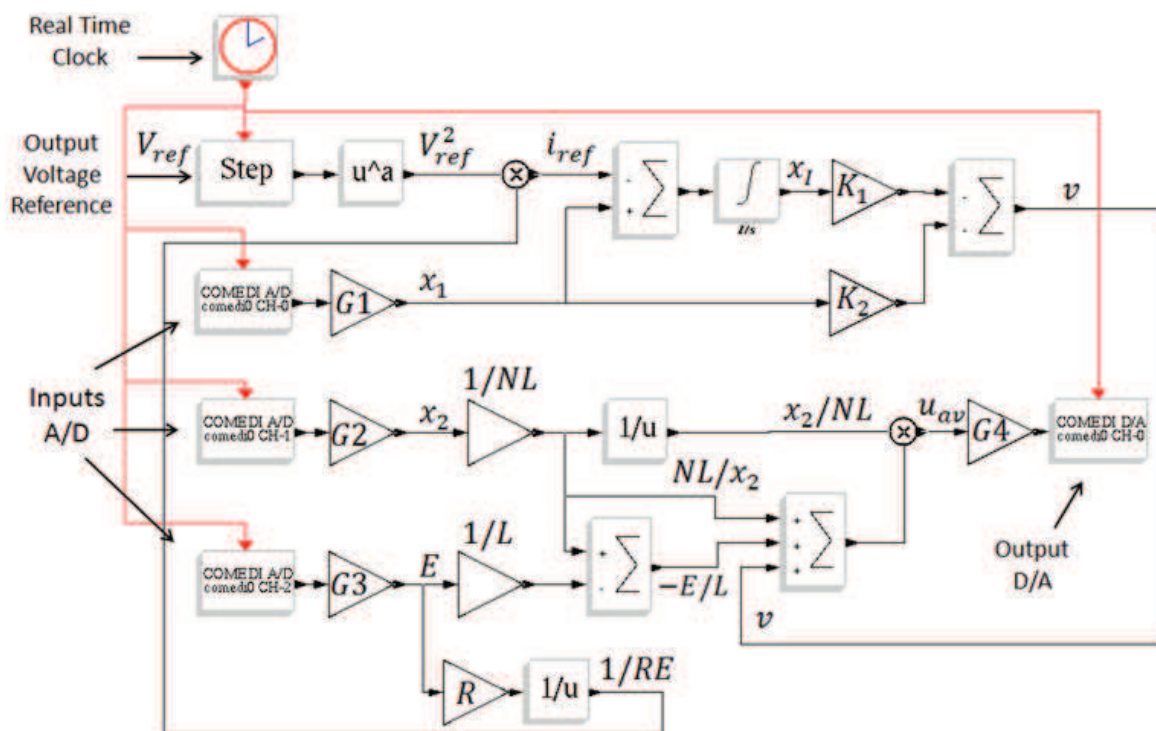 Real Time
Clock
Output
Voltage
Reference
V_ref
Step
u^a
V_ref^2
i_ref
-
+
Σ
∫
1/s
x_I
K_1
-
-
Σ
v
COMEDI A/D
comedi0 CH-0
G1
x_1
K_2
Inputs
A/D
COMEDI A/D
comedi0 CH-1
G2
x_2
1/NL
1/u
x_2/NL
u_av
G4
COMEDI D/A
comedi0 CH-0
NL/x_2
+
+
+
Σ
Output
D/A
COMEDI A/D
comedi0 CH-2
G3
E
1/L
+
-
Σ
-E/L
v
R
1/u
1/RE